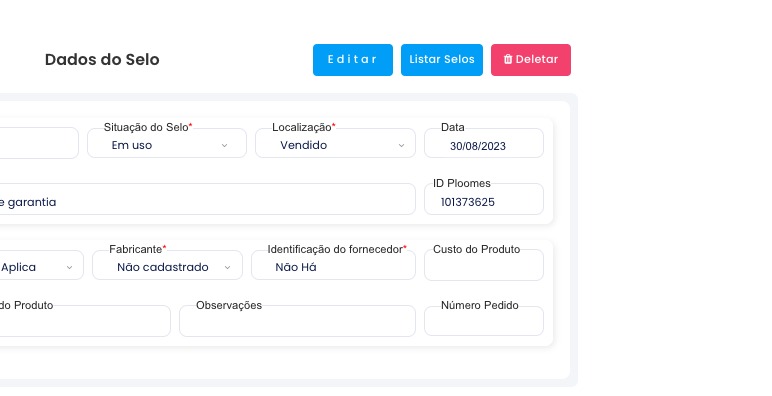 Dados do Selo
E d i t a r
Listar Selos
Deletar
Situação do Selo*
Localização*
Data
Em uso
Vendido
30/08/2023
ID Ploomes
e garantia
101373625
Fabricante*
Identificação do fornecedor*
Custo do Produto
Aplica
Não cadastrado
Não Há
do Produto
Observações
Número Pedido